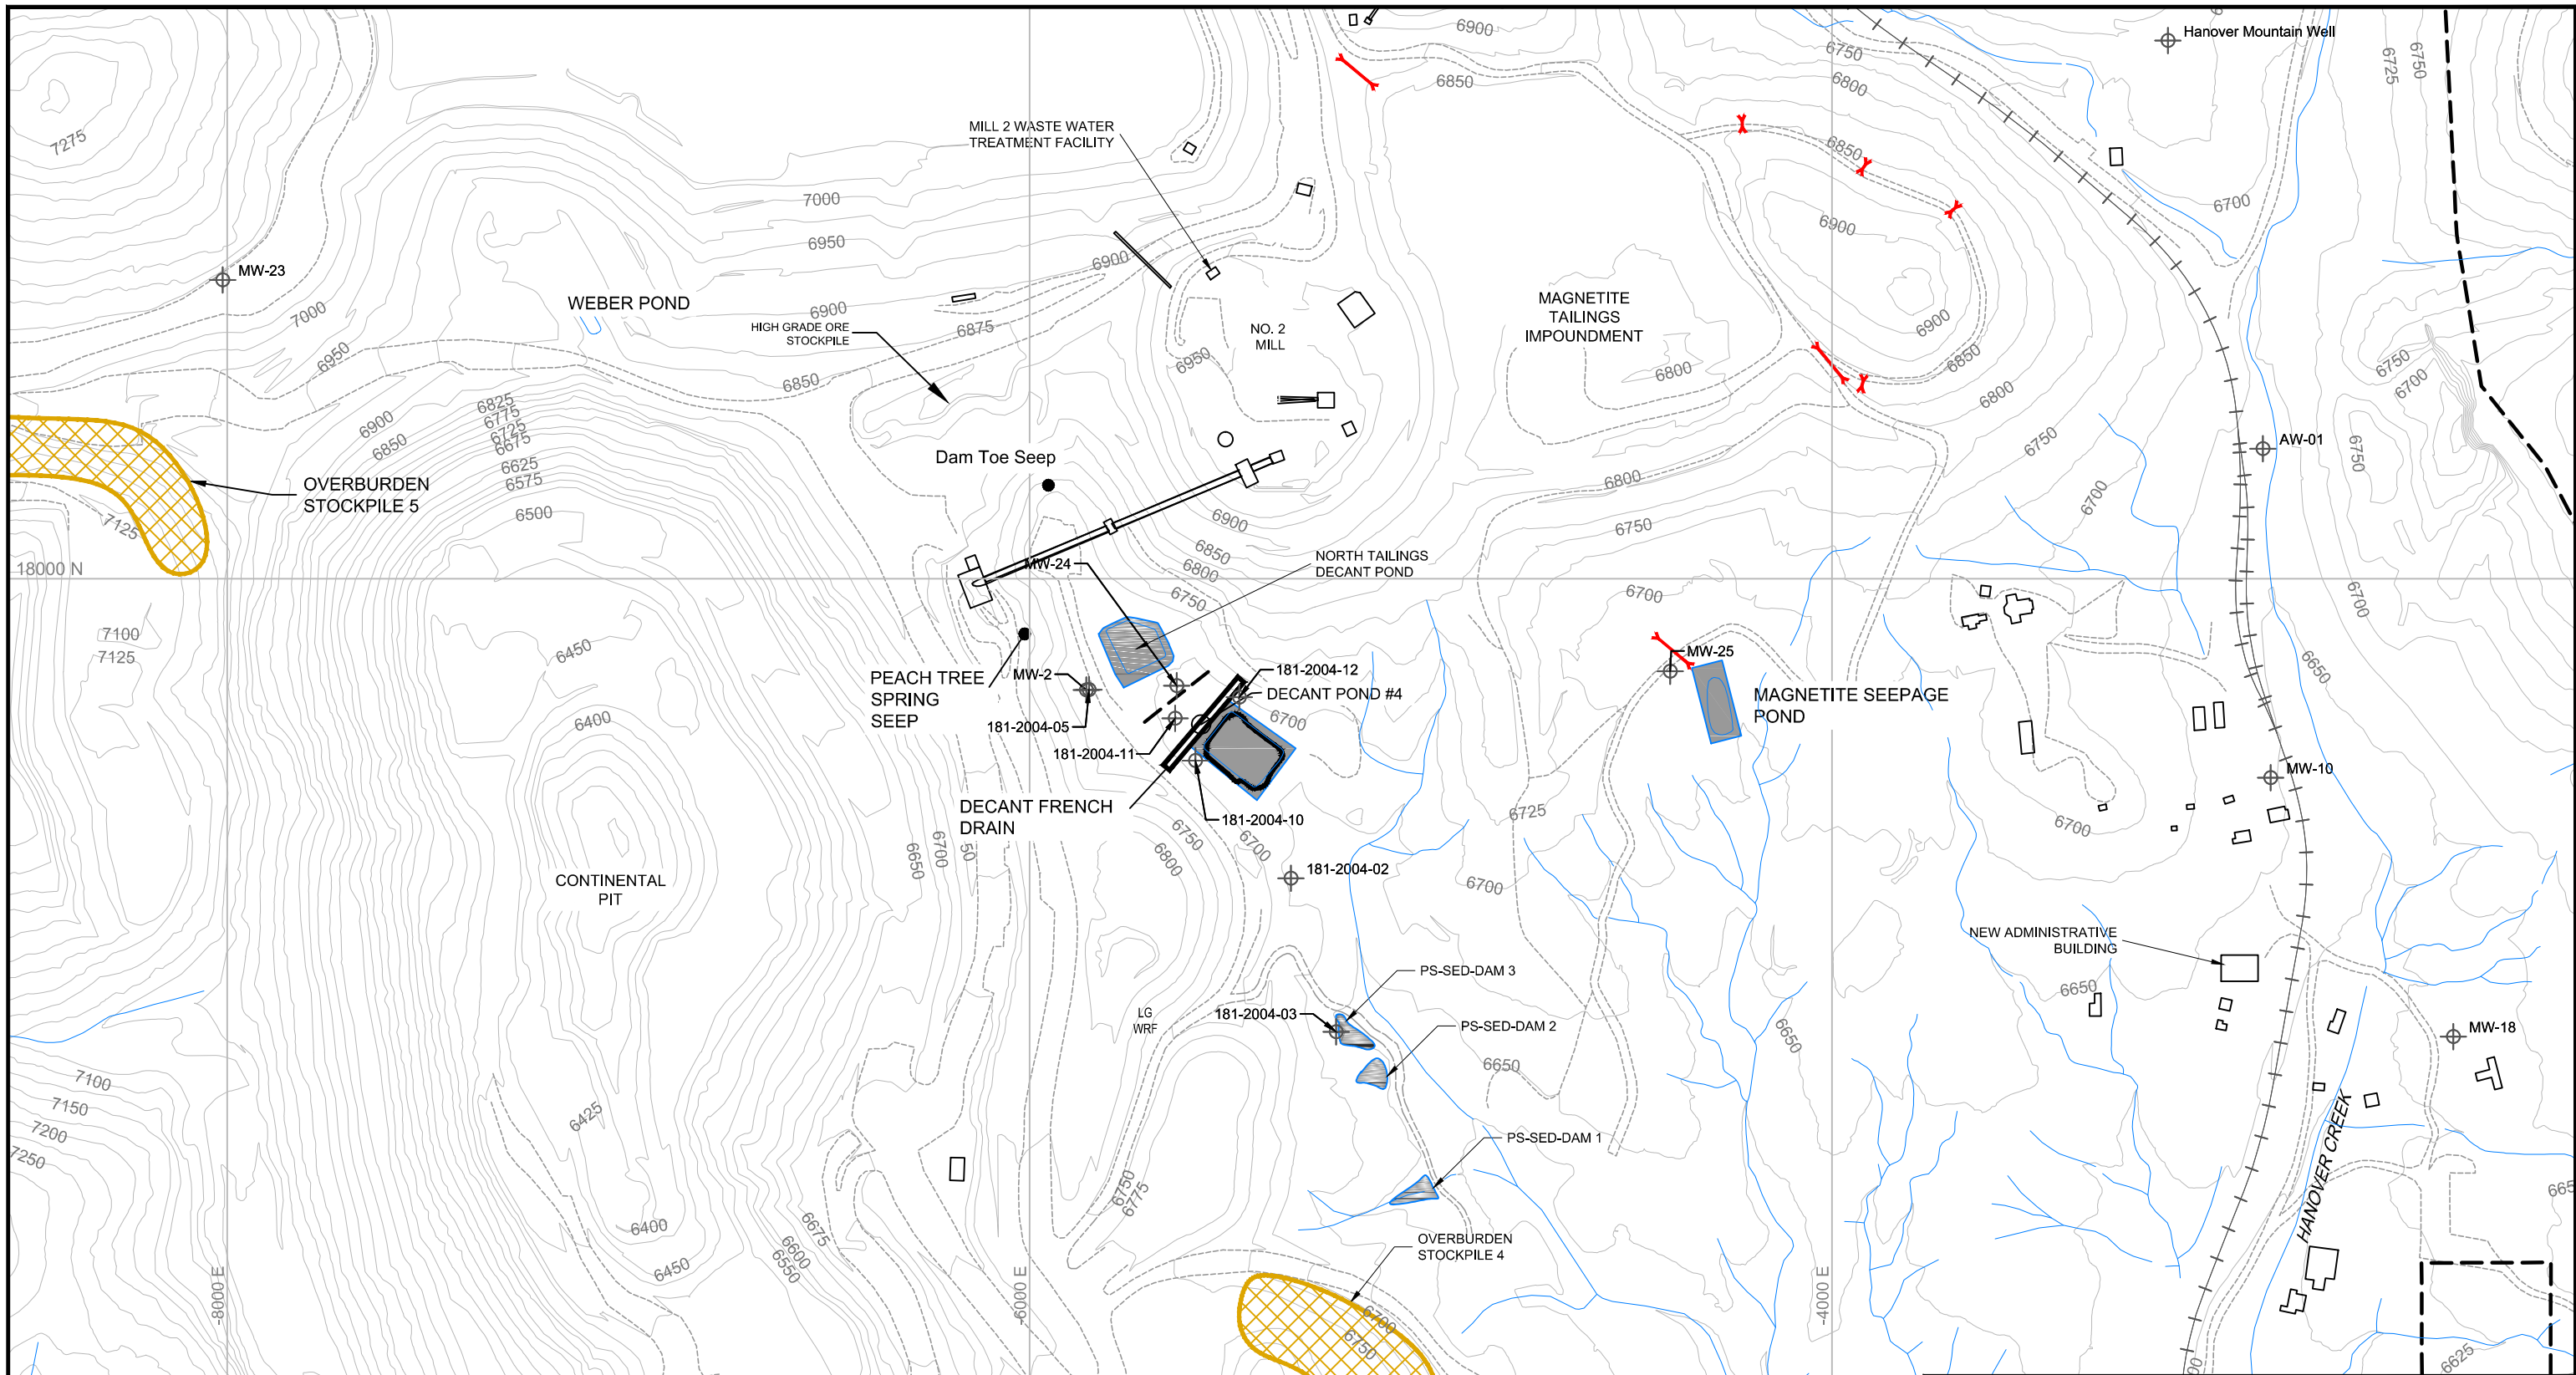 6900
Hanover Mountain Well
6750
6725
6750
6850
6800
7275
MILL 2 WASTE WATER
TREATMENT FACILITY
6850
7000
6700
6900
6950
6900
MW-23
WEBER POND
7000
6900
HIGH GRADE ORE
STOCKPILE
6875
NO. 2
MILL
MAGNETITE
TAILINGS
IMPOUNDMENT
6900
6950
6950
6850
6750
6700
6850
6800
6800
6825
6775
6725
6675
6625
6575
6500
6900
6850
Dam Toe Seep
6750
AW-01
6750
OVERBURDEN
STOCKPILE 5
7125
6800
6700
6900
6750
6850
6800
NORTH TAILINGS
DECANT POND
18000 N
MW-24
6750
6700
6700
7100
7125
6450
PEACH TREE
SPRING
SEEP
MW-2
181-2004-12
DECANT POND #4
MW-25
MAGNETITE SEEPAGE
POND
6650
6400
181-2004-05
6700
181-2004-11
MW-10
DECANT FRENCH
DRAIN
181-2004-10
6725
6700
6750
6800
6700
6650
6700
50
CONTINENTAL
PIT
181-2004-02
6700
NEW ADMINISTRATIVE
BUILDING
PS-SED-DAM 3
6650
LG
WRF
181-2004-03
PS-SED-DAM 2
6650
MW-18
6650
7100
7150
7200
7250
6425
PS-SED-DAM 1
HANOVER CREEK
6750
6775
665
6400
6675
6600
6550
6450
OVERBURDEN
STOCKPILE 4
-8000 E
-6000 E
-4000 E
6700
6750
6625
00